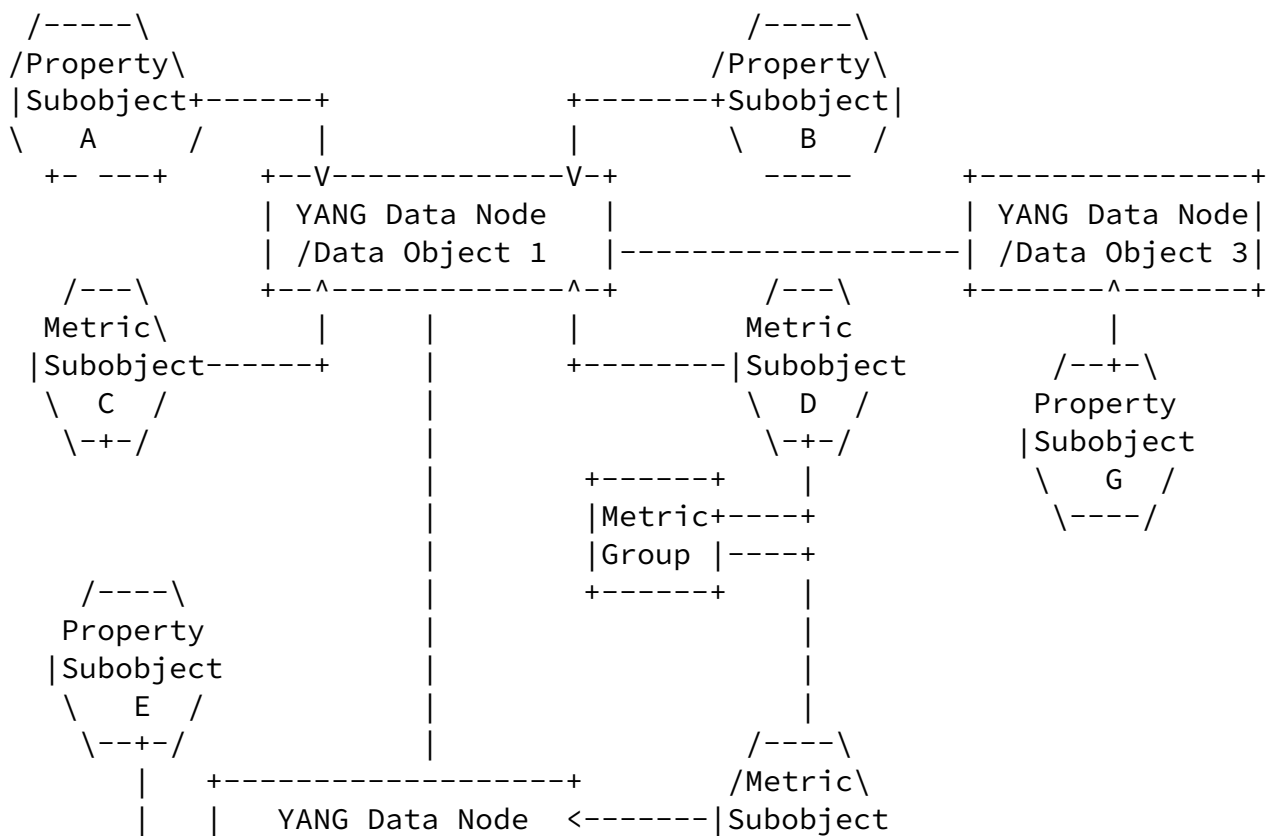 /-----\                             /-----\
 /Property\                          /Property\
 |Subobject+------+             +-------+Subobject|
 \    A     /      |             |       \    B   /
   +- ---+     +--V-------------V-+        -----      +---------------+
               | YANG Data Node   |                   | YANG Data Node|
               | /Data Object 1   |-------------------| /Data Object 3|
   /---\       +--^-------------^-+        /---\      +-------^-------+
  Metric\         |     |       |         Metric              |
 |Subobject------+      |       +--------|Subobject        /--+-\
  \   C   /             |                 \   D   /       Property
   \-+-/                |                  \-+-/         |Subobject
                        |        +------+    |            \    G   /
                        |        |Metric+----+             \----/
                        |        |Group |----+
    /----\              |        +------+    |
   Property             |                    |
  |Subobject            |                    |
   \    E   /           |                    |
    \--+-/              |                 /----\
       |   +-------------------+        /Metric\
       |   |   YANG Data Node  <-------|Subobject